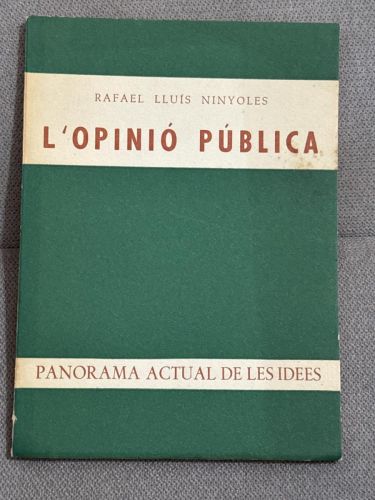 RAFAEL LLUÍS NINYOLES
L'OPINIÓ PÚBLICA
PANORAMA ACTUAL DE LES IDEES